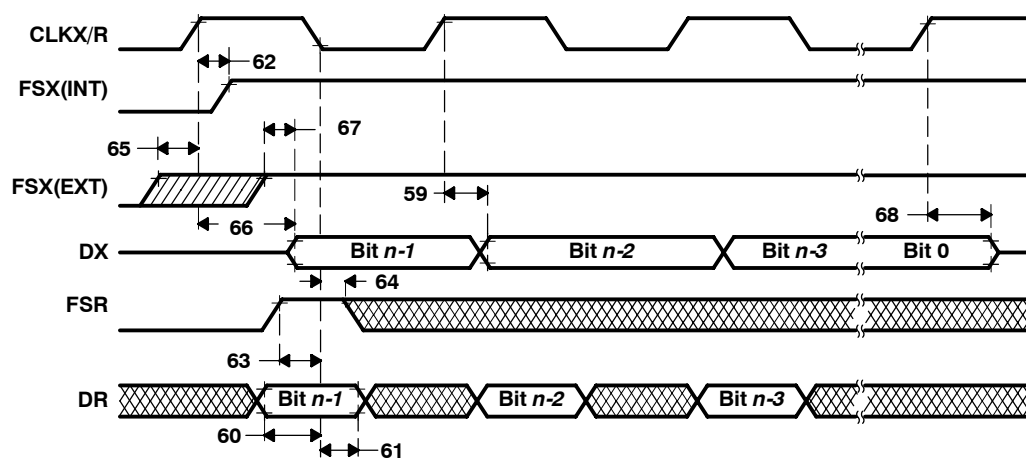 CLKX/R
62
FSX(INT)
67
65
FSX(EXT)
59
66
68
DX
Bit n-1
Bit n-2
Bit n-3
Bit 0
64
FSR
63
DR
Bit n-1
Bit n-2
Bit n-3
60
61